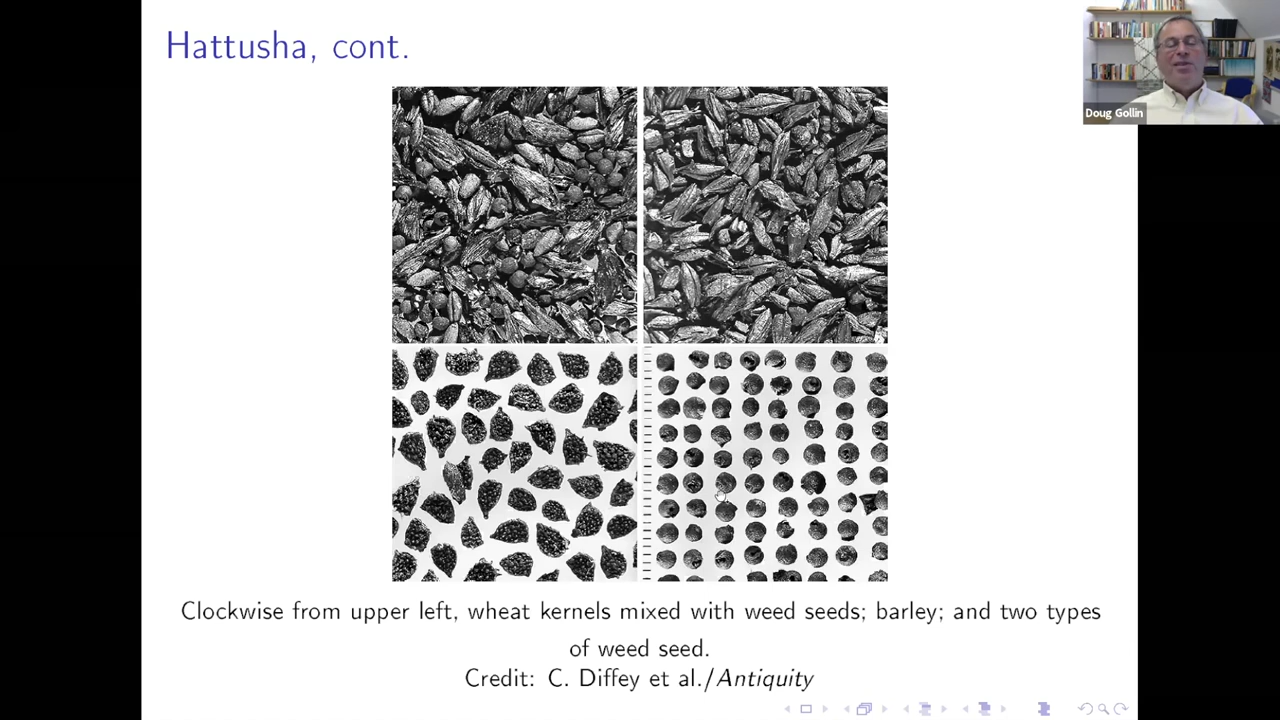 Hattusha, cont.
Doug Gollin
Clockwise from upper left, wheat kernels mixed with weed seeds; barley; and two types
of weed seed.
Credit: C. Diffey et al./Antiquity